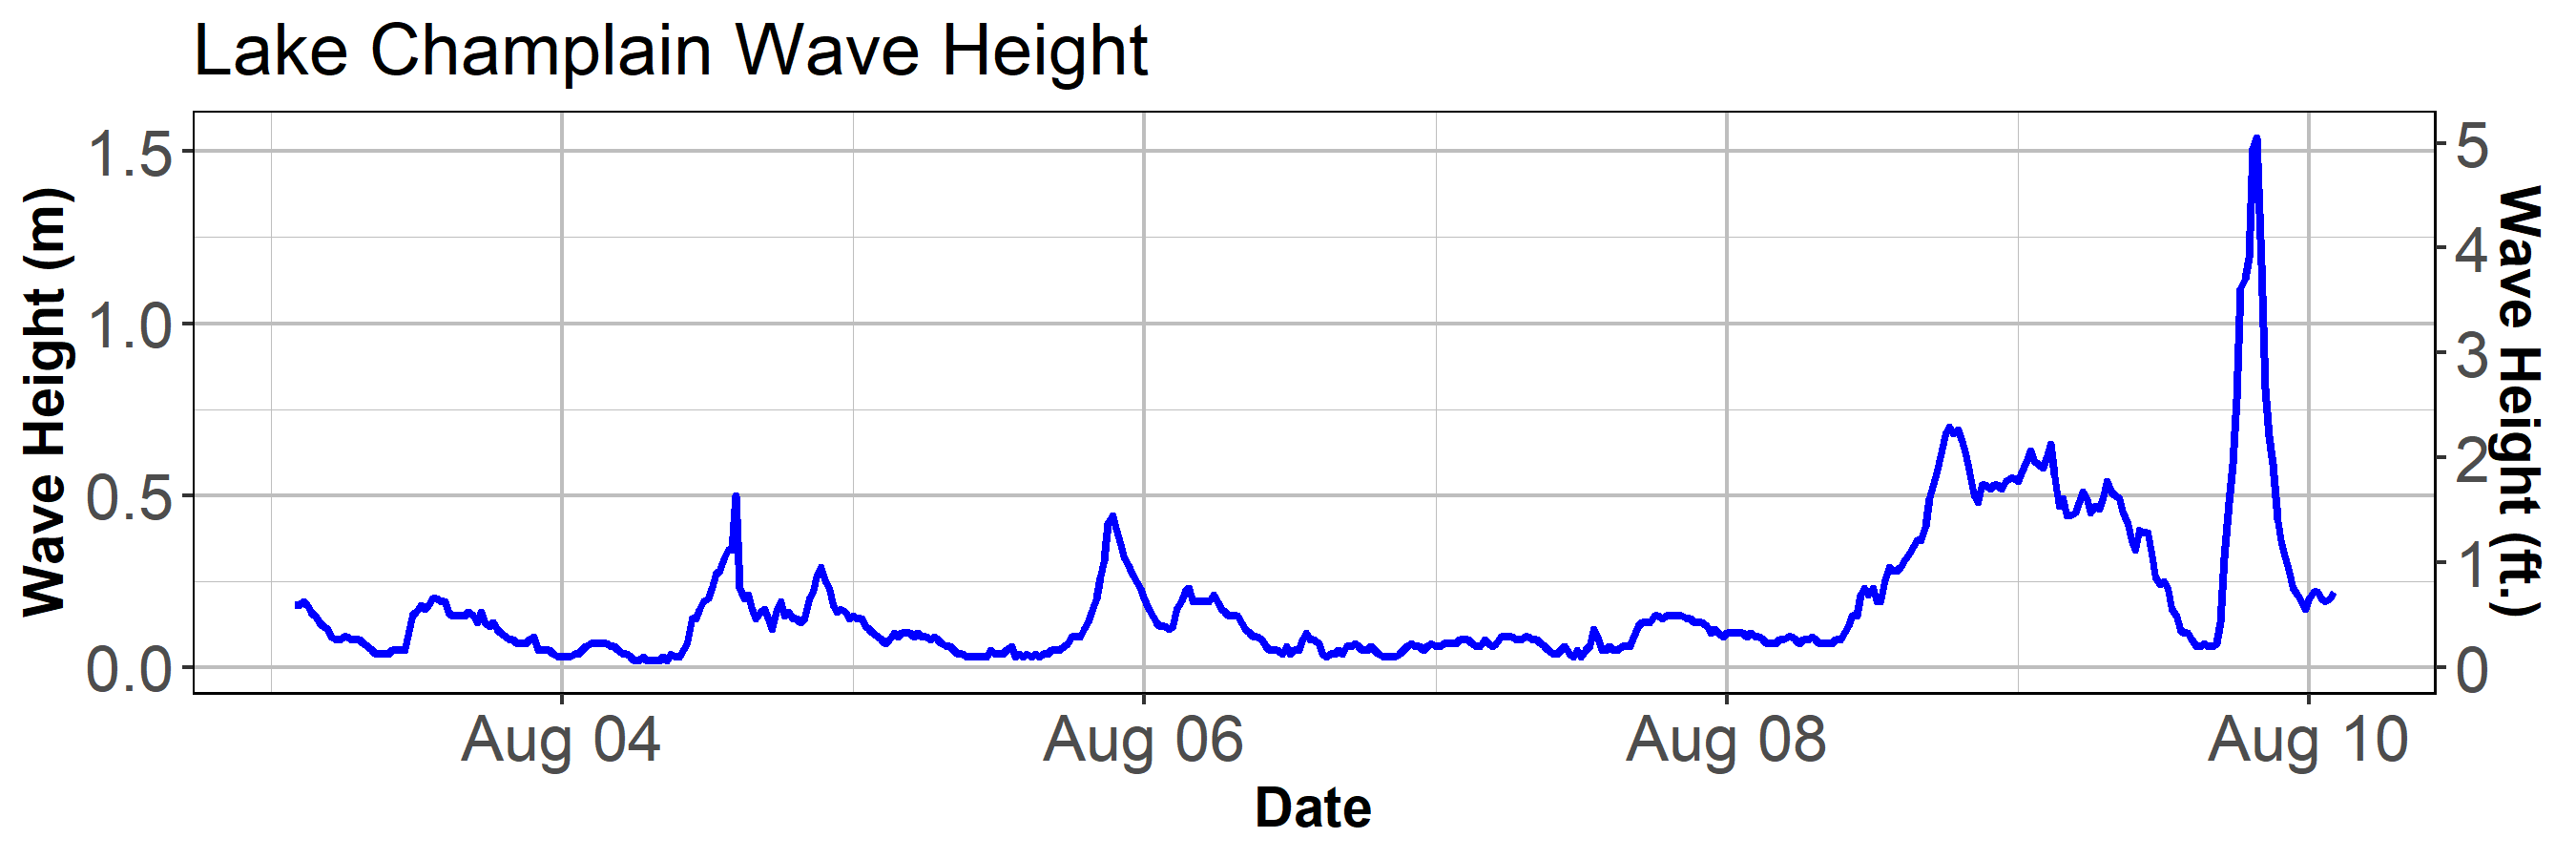 Lake Champlain Wave Height
Wave Height (m)
1.5
1.0
0.5
0.0
5
4
3
2
1
0
Wave Height (ft.)
Aug 04
Aug 06
Aug 08
Aug 10
Date